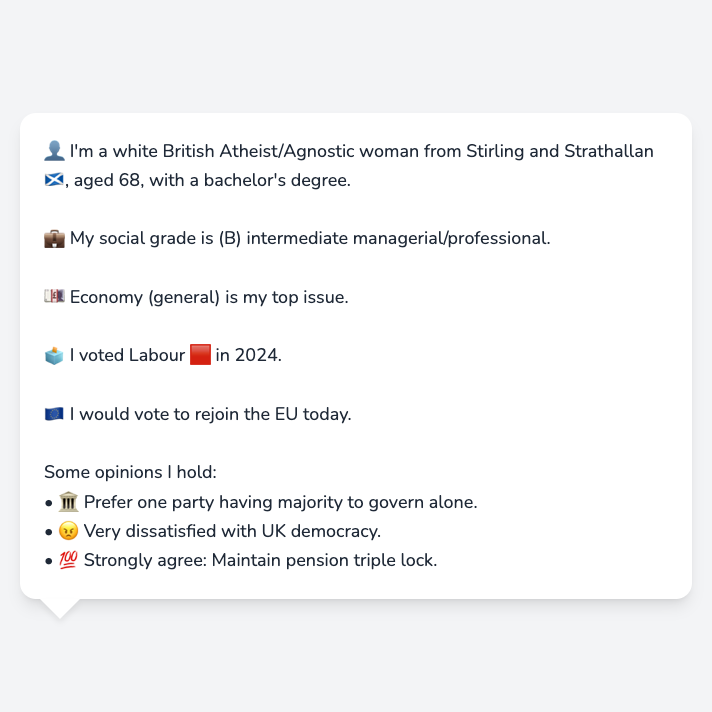 👤 I'm a white British Atheist/Agnostic woman from Stirling and Strathallan
🏴󠁧󠁢󠁳󠁣󠁴󠁿, aged 68, with a bachelor's degree.
💼 My social grade is (B) intermediate managerial/professional.
💷 Economy (general) is my top issue.
🗳️ I voted Labour 🟥 in 2024.
🇪🇺 I would vote to rejoin the EU today.
Some opinions I hold:
• 🏛️ Prefer one party having majority to govern alone.
• 😠 Very dissatisfied with UK democracy.
• 💯 Strongly agree: Maintain pension triple lock.